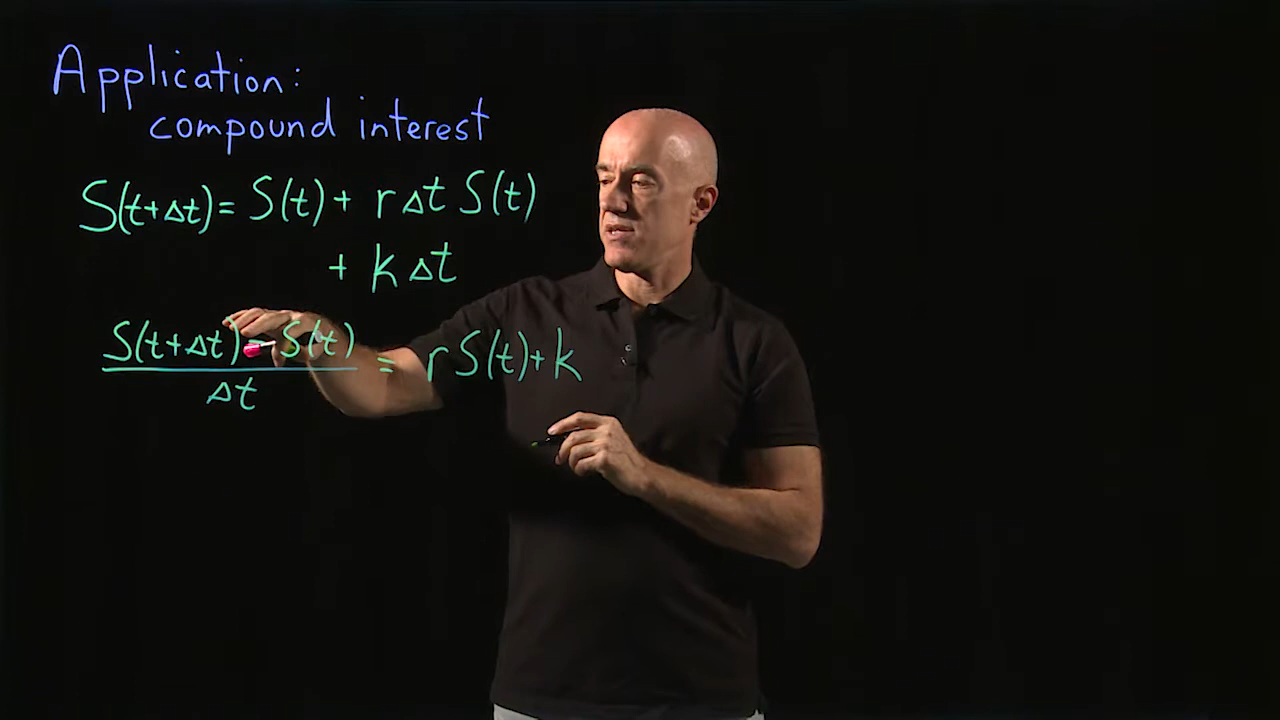 Application:
compound interest
S(t+Δt) = S(t) + rΔt S(t)
+ kΔt
S(t+Δt) - S(t)
Δt
= rS(t)+k